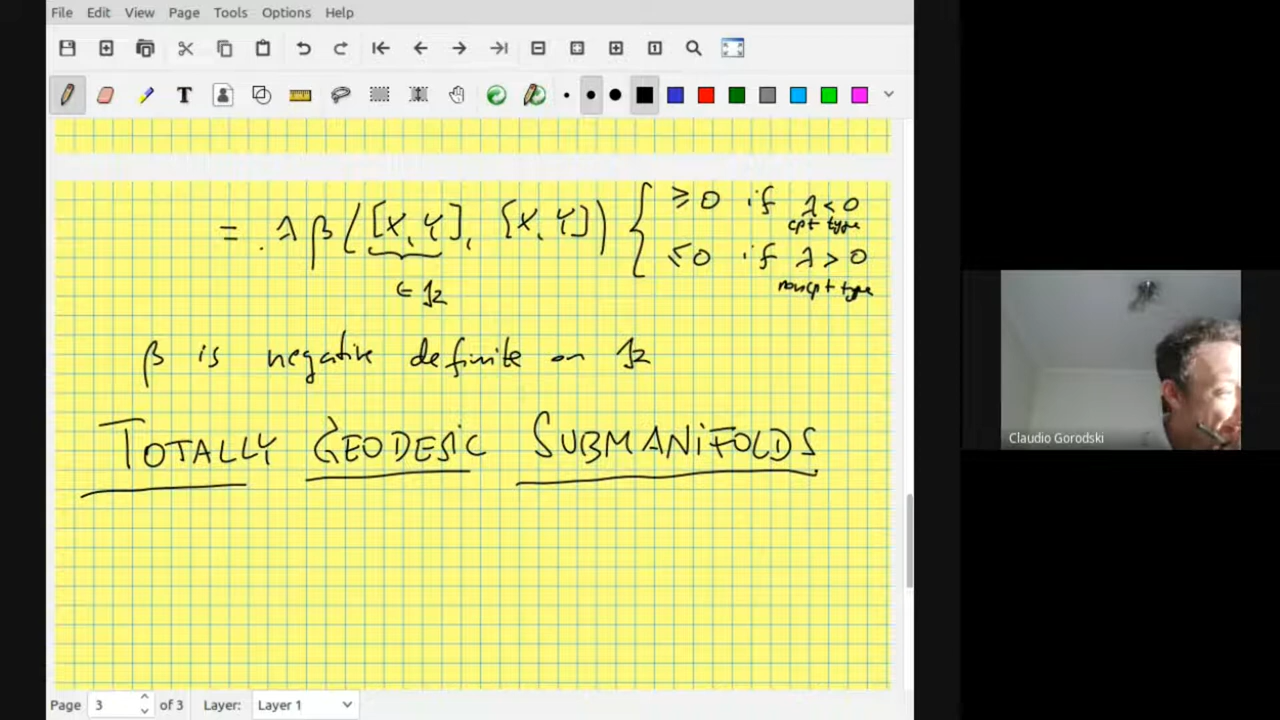 File Edit View Page Tools Options Help
= λ β ([X, Y], [X, Y]) { ≥ 0 if λ < 0
cpt type
≤ 0 if λ > 0
noncpt type
∈ k
β is negative definite on k
TOTALLY GEODESIC SUBMANIFOLDS
Claudio Gorodski
Page 3 of 3 Layer: Layer 1